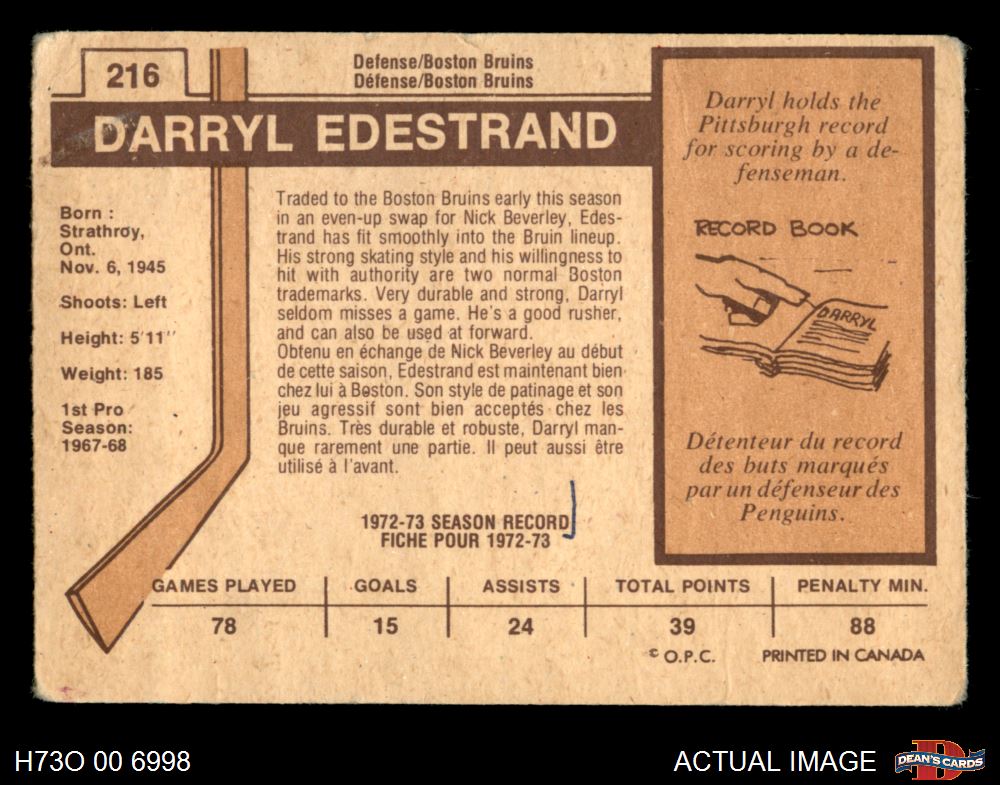 216
Defense/Boston Bruins
Défense/Boston Bruins
DARRYL EDESTRAND
Born :
Strathroy,
Ont.
Nov. 6, 1945
Shoots: Left
Height: 5'11''
Weight: 185
1st Pro
Season:
1967-68
Traded to the Boston Bruins early this season
in an even-up swap for Nick Beverley, Edes-
trand has fit smoothly into the Bruin lineup.
His strong skating style and his willingness to
hit with authority are two normal Boston
trademarks. Very durable and strong, Darryl
seldom misses a game. He's a good rusher,
and can also be used at forward.
Obtenu en échange de Nick Beverley au début
de cette saison, Edestrand est maintenant bien
chez lui à Boston. Son style de patinage et son
jeu agressif sont bien acceptés chez les
Bruins. Très durable et robuste, Darryl man-
que rarement une partie. Il peut aussi être
utilisé à l'avant.
Darryl holds the
Pittsburgh record
for scoring by a de-
fenseman.
RECORD BOOK
DARRYL
Détenteur du record
des buts marqués
par un défenseur des
Penguins.
1972-73 SEASON RECORD
FICHE POUR 1972-73
GAMES PLAYED GOALS ASSISTS TOTAL POINTS PENALTY MIN.
78 15 24 39 88
© O.P.C. PRINTED IN CANADA
H73O 00 6998
ACTUAL IMAGE
D
DEAN'S CARDS